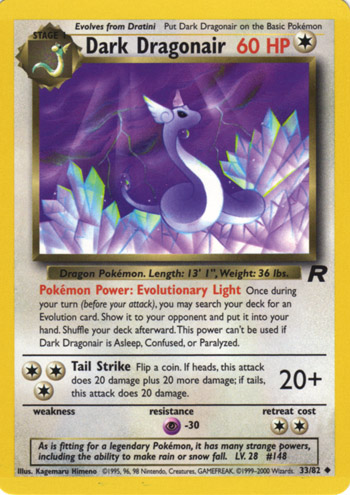 Evolves from Dratini Put Dark Dragonair on the Basic Pokémon
STAGE 1
Dark Dragonair 60 HP
Dragon Pokémon. Length: 13' 1", Weight: 36 lbs.
R
Pokémon Power: Evolutionary Light Once during
your turn (before your attack), you may search your deck for an
Evolution card. Show it to your opponent and put it into your
hand. Shuffle your deck afterward. This power can't be used if
Dark Dragonair is Asleep, Confused, or Paralyzed.
Tail Strike Flip a coin. If heads, this attack
does 20 damage plus 20 more damage; if tails,
this attack does 20 damage.
20+
weakness resistance retreat cost
-30
As is fitting for a legendary Pokémon, it has many strange powers,
including the ability to make rain or snow fall. LV. 28 #148
Illus. Kagemaru Himeno ©1995, 96, 98 Nintendo, Creatures, GAMEFREAK. ©1999-2000 Wizards. 33/82